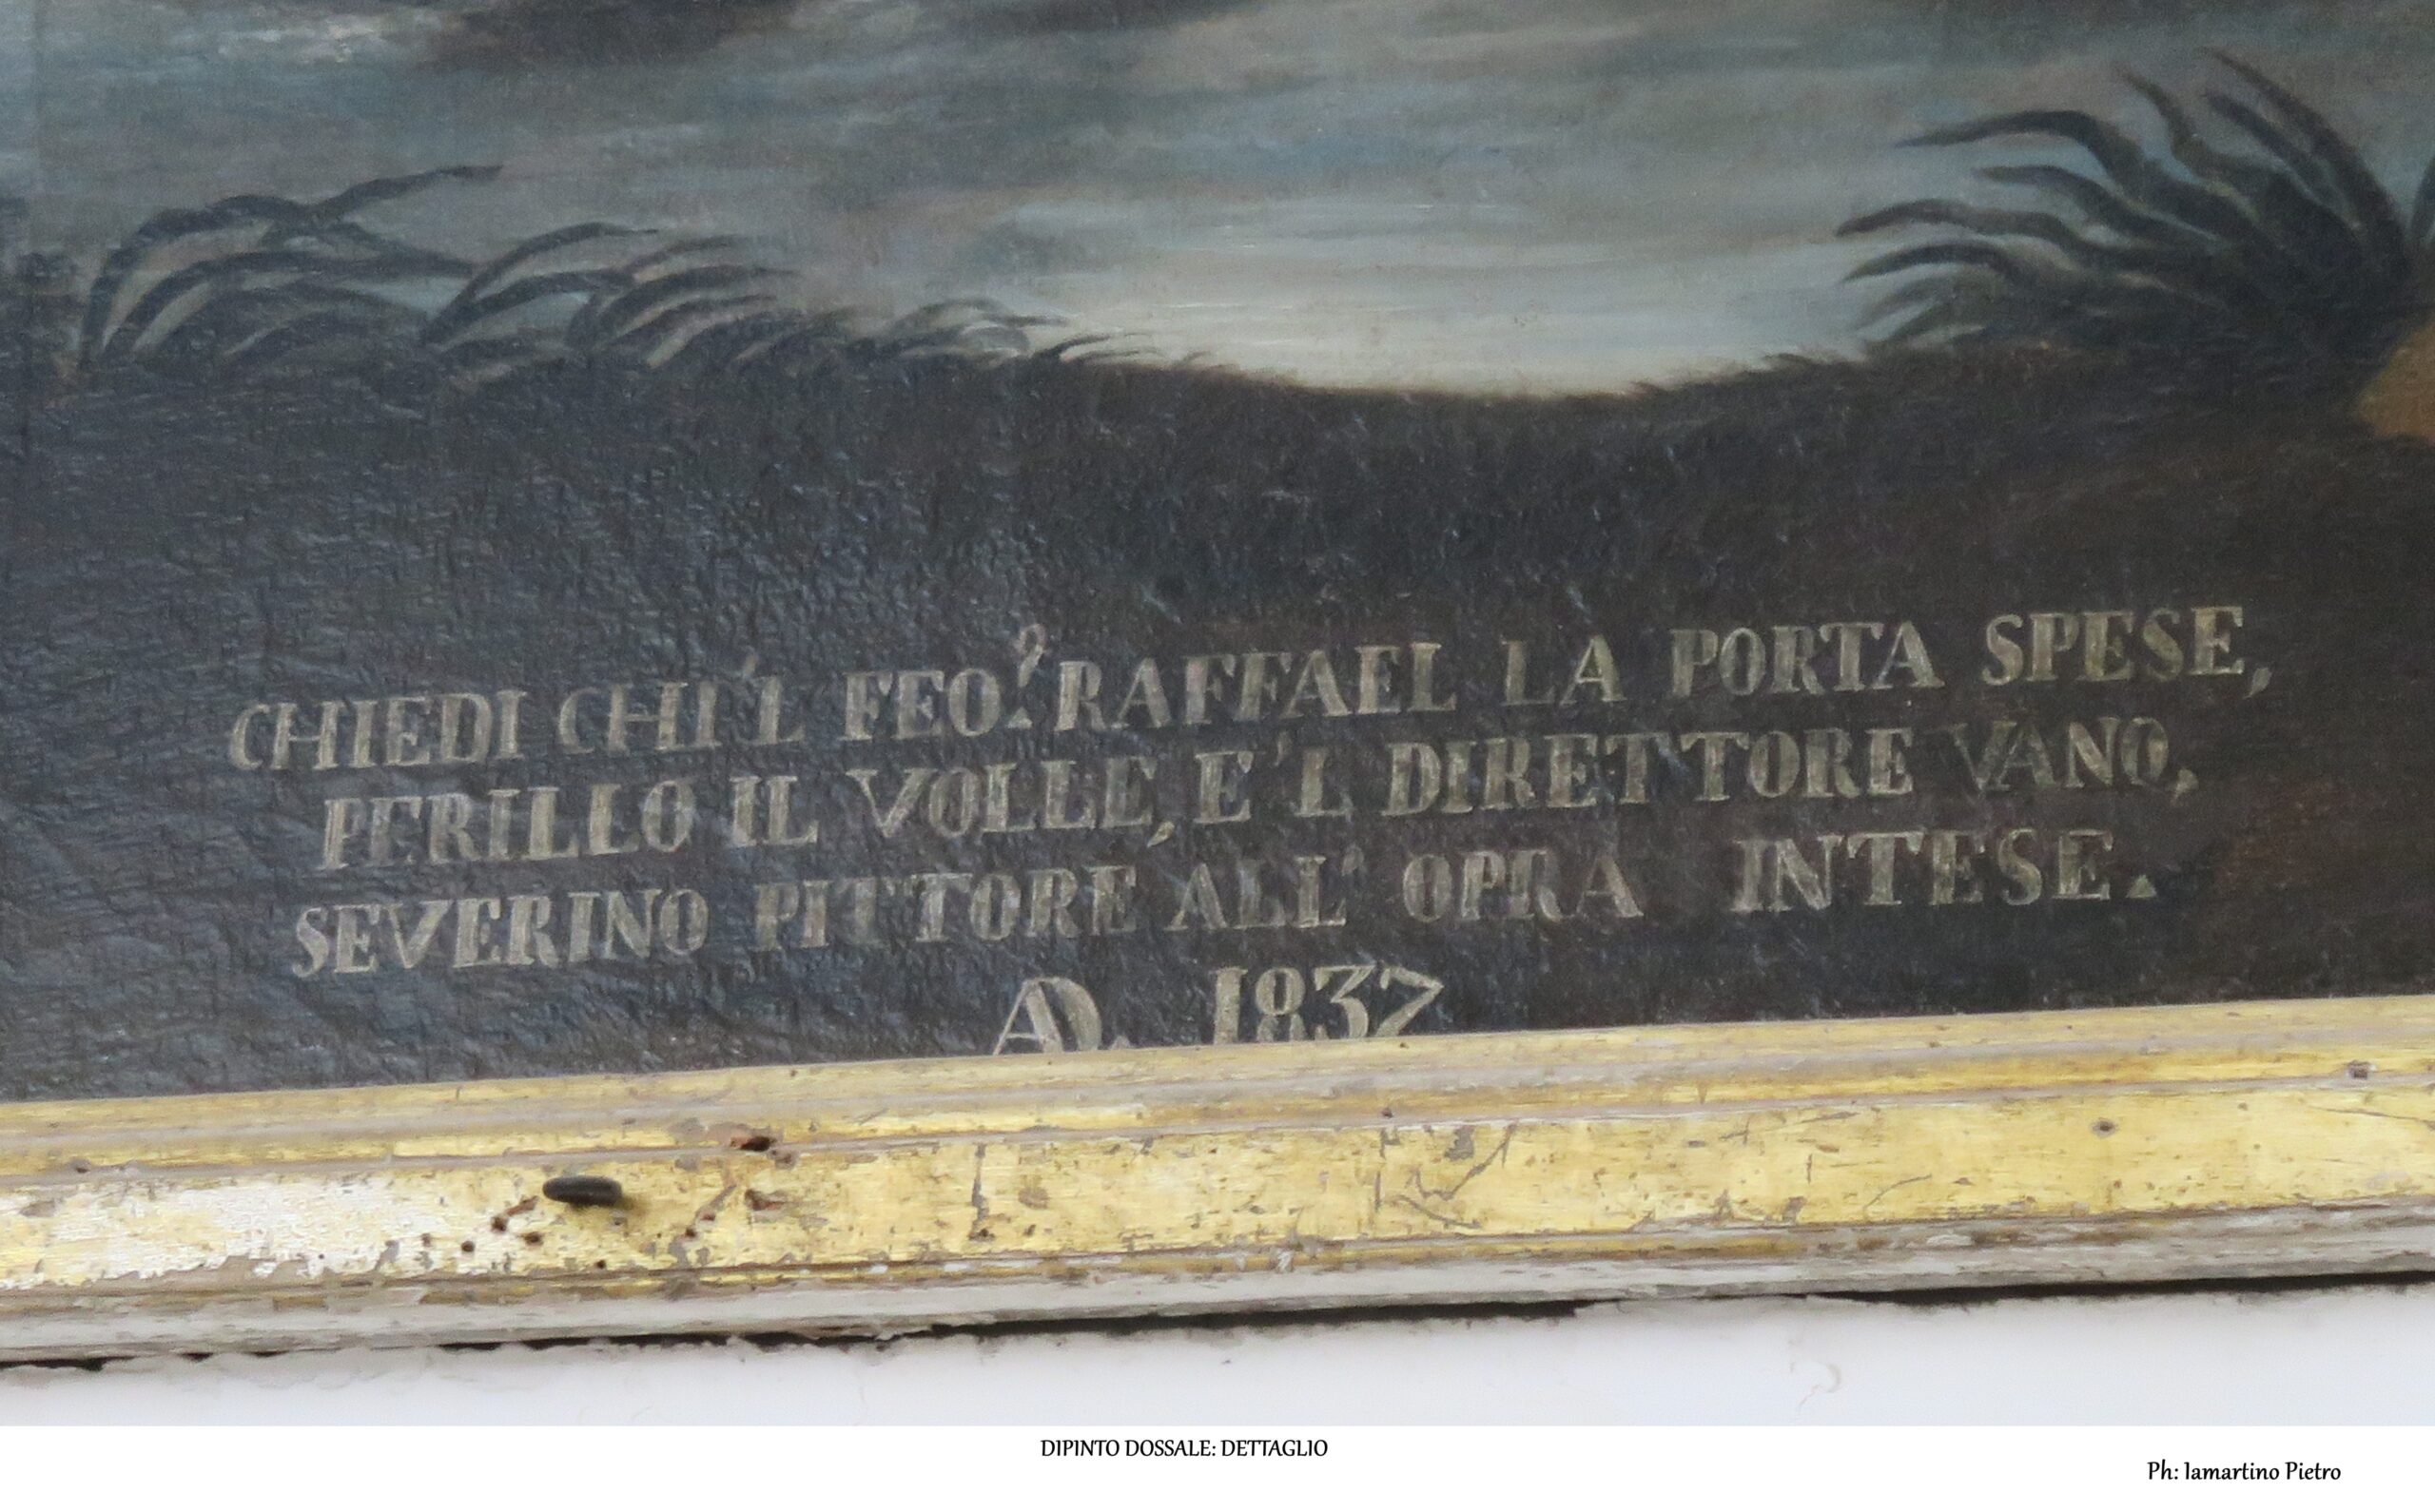 CHIEDI CHI'L FEO? RAFFAEL LA PORTA SPESE,
PERILLO IL VOLLE, E'L DIRETTORE VANO,
SEVERINO PITTORE ALL' OPRA INTESE.
AD. 1837
DIPINTO DOSSALE: DETTAGLIO
Ph: Iamartino Pietro